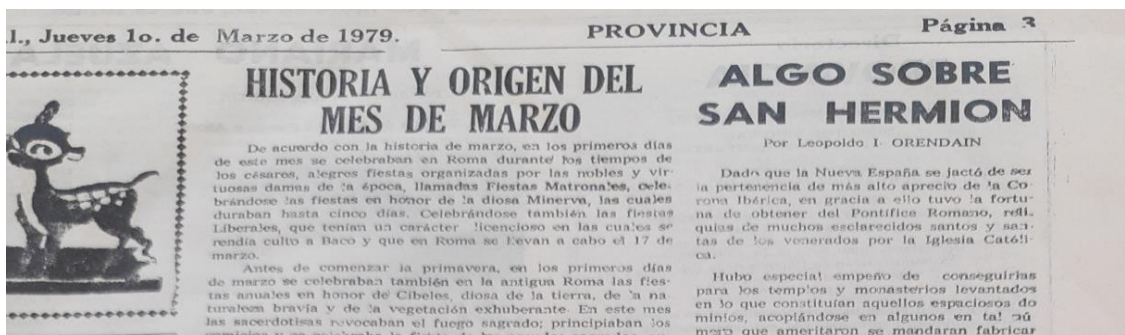 l., Jueves 1o. de Marzo de 1979.
PROVINCIA
Página 3
HISTORIA Y ORIGEN DEL
MES DE MARZO
De acuerdo con la historia de marzo, en los primeros días
de este mes se celebraban en Roma durante los tiempos de
los césares, alegres fiestas organizadas por las nobles y vir-
tuosas damas de la época, llamadas Fiestas Matronales, cele-
brándose las fiestas en honor de la diosa Minerva, las cuales
duraban hasta cinco días. Celebrándose también las fiestas
Liberales, que tenían un carácter licencioso en las cuales se
rendía culto a Baco y que en Roma se llevan a cabo el 17 de
marzo.
Antes de comenzar la primavera, en los primeros días
de marzo se celebraban también en la antigua Roma las fies-
tas anuales en honor de Cibeles, diosa de la tierra, de la na-
turaleza bravía y de la vegetación exhuberante. En este mes
las sacerdotisas revocaban el fuego sagrado; principiaban los
ALGO SOBRE
SAN HERMION
Por Leopoldo I. ORENDAIN
Dado que la Nueva España se jactó de ser
la pertenencia de más alto aprecio de la Co-
rona Ibérica, en gracia a ello tuvo la fortu-
na de obtener del Pontífice Romano, reli-
quias de muchos esclarecidos santos y san-
tas de los venerados por la Iglesia Católi-
ca.
Hubo especial empeño de conseguirlas
para los templos y monasterios levantados
en lo que constituían aquellos espaciosos do
minios, acoplándose en algunos en tal nú
mero que ameritaron se mandaran fabricar